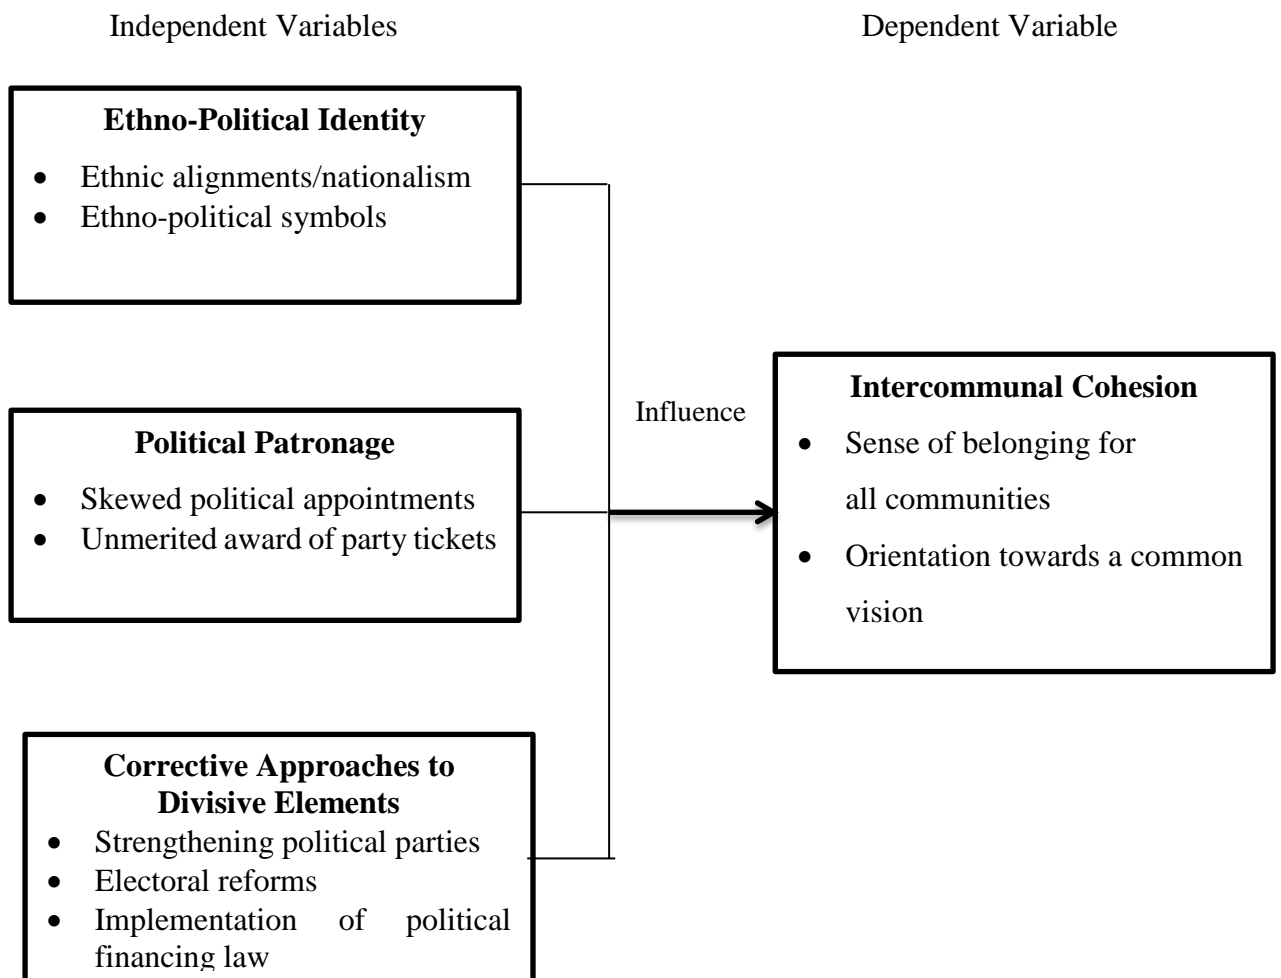 Independent Variables
Dependent Variable
Ethno-Political Identity
• Ethnic alignments/nationalism
• Ethno-political symbols
Political Patronage
• Skewed political appointments
• Unmerited award of party tickets
Corrective Approaches to
Divisive Elements
• Strengthening political parties
• Electoral reforms
• Implementation of political
financing law
Influence
Intercommunal Cohesion
• Sense of belonging for
all communities
• Orientation towards a common
vision